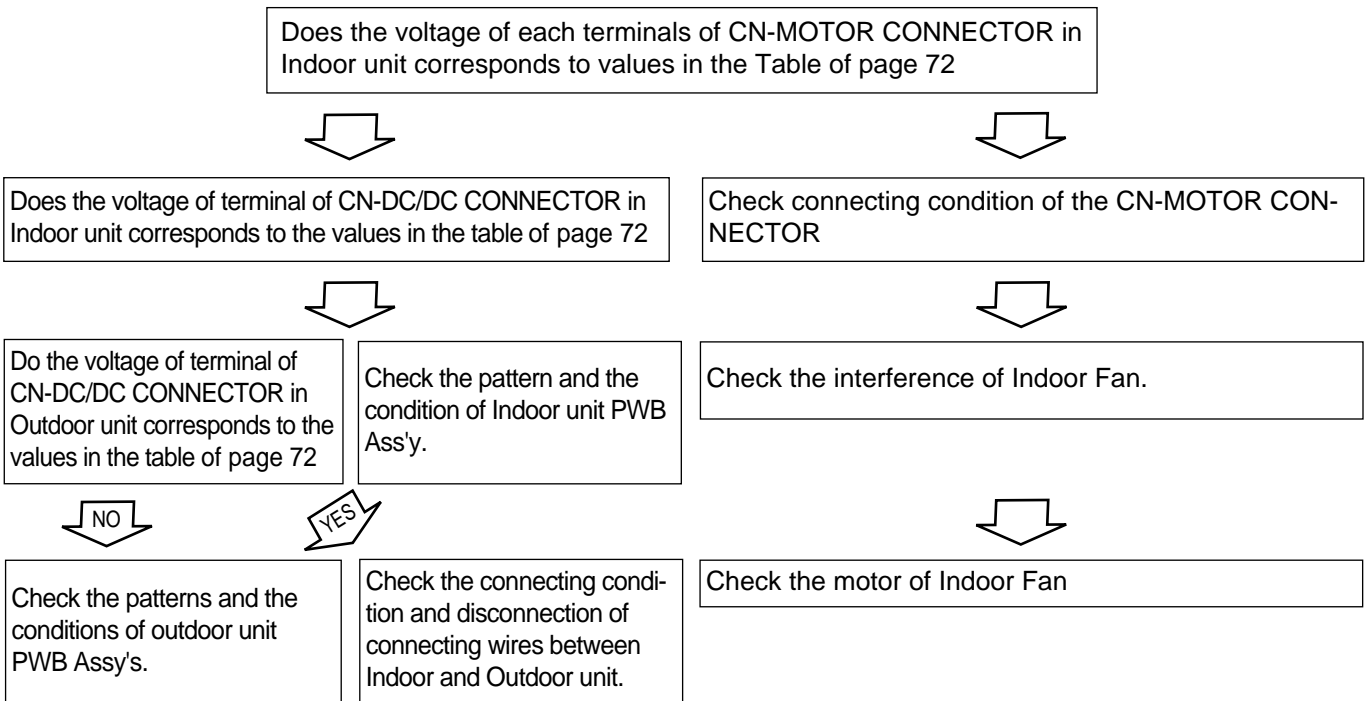 Does the voltage of each terminals of CN-MOTOR CONNECTOR in
Indoor unit corresponds to values in the Table of page 72
Does the voltage of terminal of CN-DC/DC CONNECTOR in
Indoor unit corresponds to the values in the table of page 72
Check connecting condition of the CN-MOTOR CON-
NECTOR
Do the voltage of terminal of
CN-DC/DC CONNECTOR in
Outdoor unit corresponds to the
values in the table of page 72
Check the pattern and the
condition of Indoor unit PWB
Ass'y.
Check the interference of Indoor Fan.
NO
YES
Check the patterns and the
conditions of outdoor unit
PWB Assy's.
Check the connecting condi-
tion and disconnection of
connecting wires between
Indoor and Outdoor unit.
Check the motor of Indoor Fan